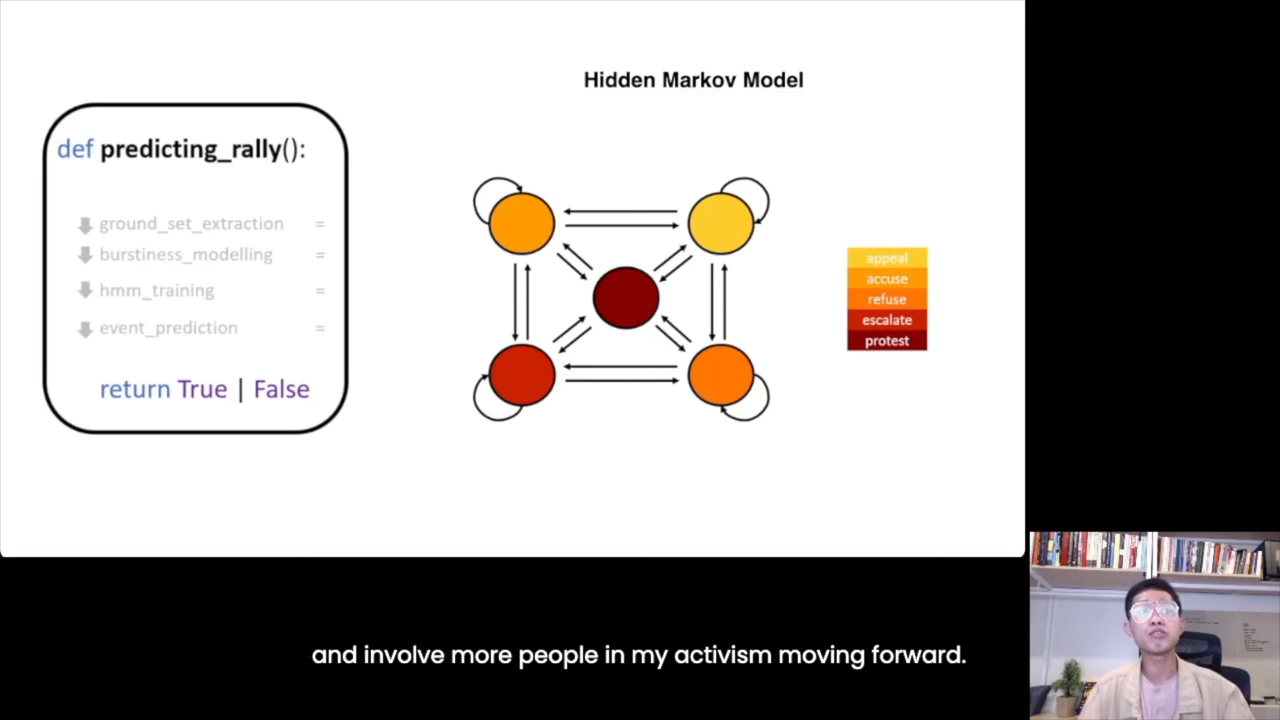 Hidden Markov Model
def predicting_rally():
ground_set_extraction =
burstiness_modelling =
hmm_training =
event_prediction =
return True | False
appeal
accuse
refuse
escalate
protest
and involve more people in my activism moving forward.